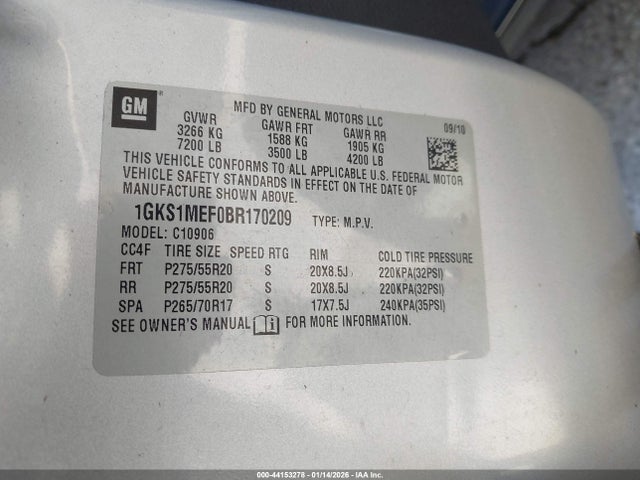 GM
MFD BY GENERAL MOTORS LLC
09/10
GVWR GAWR FRT GAWR RR
3266 KG 1588 KG 1905 KG
7200 LB 3500 LB 4200 LB
THIS VEHICLE CONFORMS TO ALL APPLICABLE U.S. FEDERAL MOTOR
VEHICLE SAFETY STANDARDS IN EFFECT ON THE DATE OF
MANUFACTURE SHOWN ABOVE.
1GKS1MEF0BR170209 TYPE: M.P.V.
MODEL: C10906
CC4F TIRE SIZE SPEED RTG RIM COLD TIRE PRESSURE
FRT P275/55R20 S 20X8.5J 220KPA(32PSI)
RR P275/55R20 S 20X8.5J 220KPA(32PSI)
SPA P265/70R17 S 17X7.5J 240KPA(35PSI)
SEE OWNER'S MANUAL FOR MORE INFORMATION.
000-44153278 - 01/14/2026 - IAA Inc.